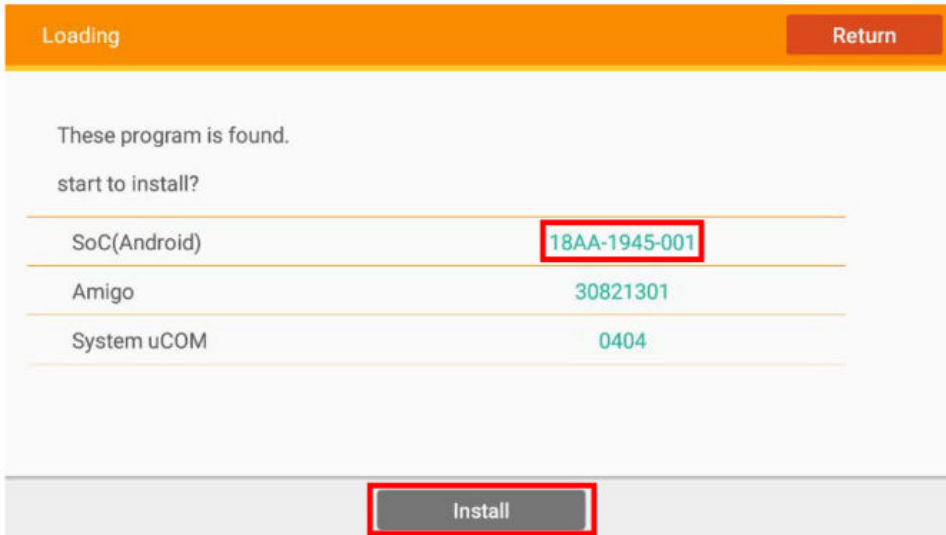 Loading
Return
These program is found.
start to install?
SoC(Android) 18AA-1945-001
Amigo 30821301
System uCOM 0404
Install